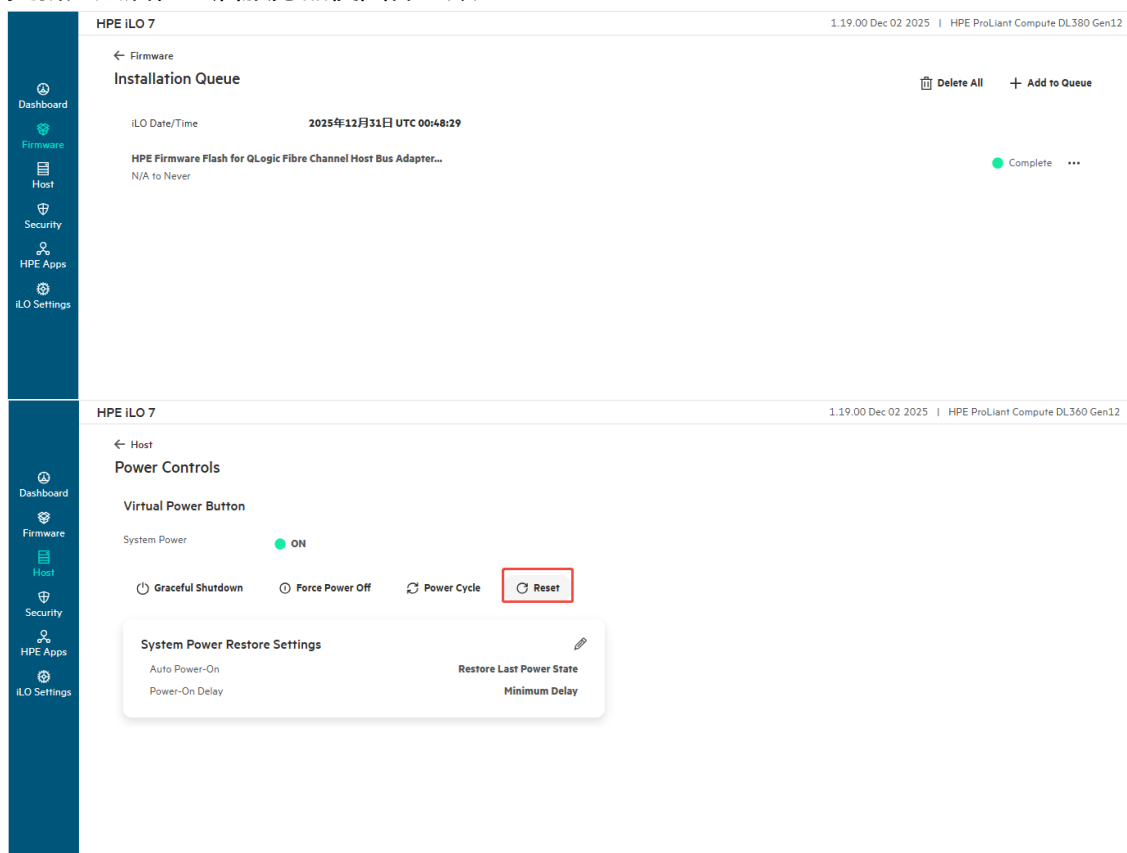 HPE iLO 7
1.19.00 Dec 02 2025 | HPE ProLiant Compute DL380 Gen12
← Firmware
Installation Queue
Delete All
+ Add to Queue
Dashboard
Firmware
Host
Security
HPE Apps
iLO Settings
iLO Date/Time 2025年12月31日 UTC 00:48:29
HPE Firmware Flash for QLogic Fibre Channel Host Bus Adapter...
N/A to Never
Complete ...
HPE iLO 7
1.19.00 Dec 02 2025 | HPE ProLiant Compute DL360 Gen12
← Host
Power Controls
Dashboard
Firmware
Host
Security
HPE Apps
iLO Settings
Virtual Power Button
System Power ON
Graceful Shutdown
Force Power Off
Power Cycle
Reset
System Power Restore Settings
Auto Power-On Restore Last Power State
Power-On Delay Minimum Delay